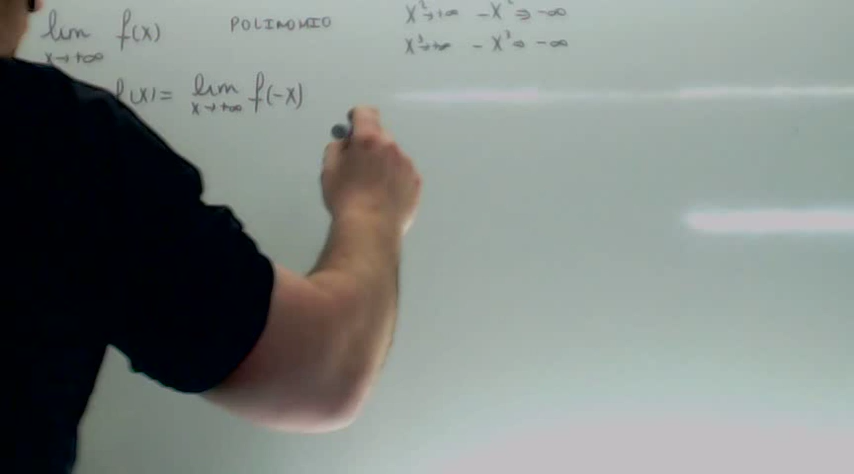 lim f(x) POLINOMIO
x→+∞
x²→+∞ -x² → -∞
x³→+∞ -x³→ -∞
f(x) = lim f(-x)
x→+∞